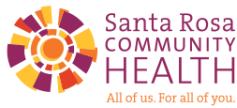 Santa Rosa
COMMUNITY
HEALTH
All of us. For all of you.